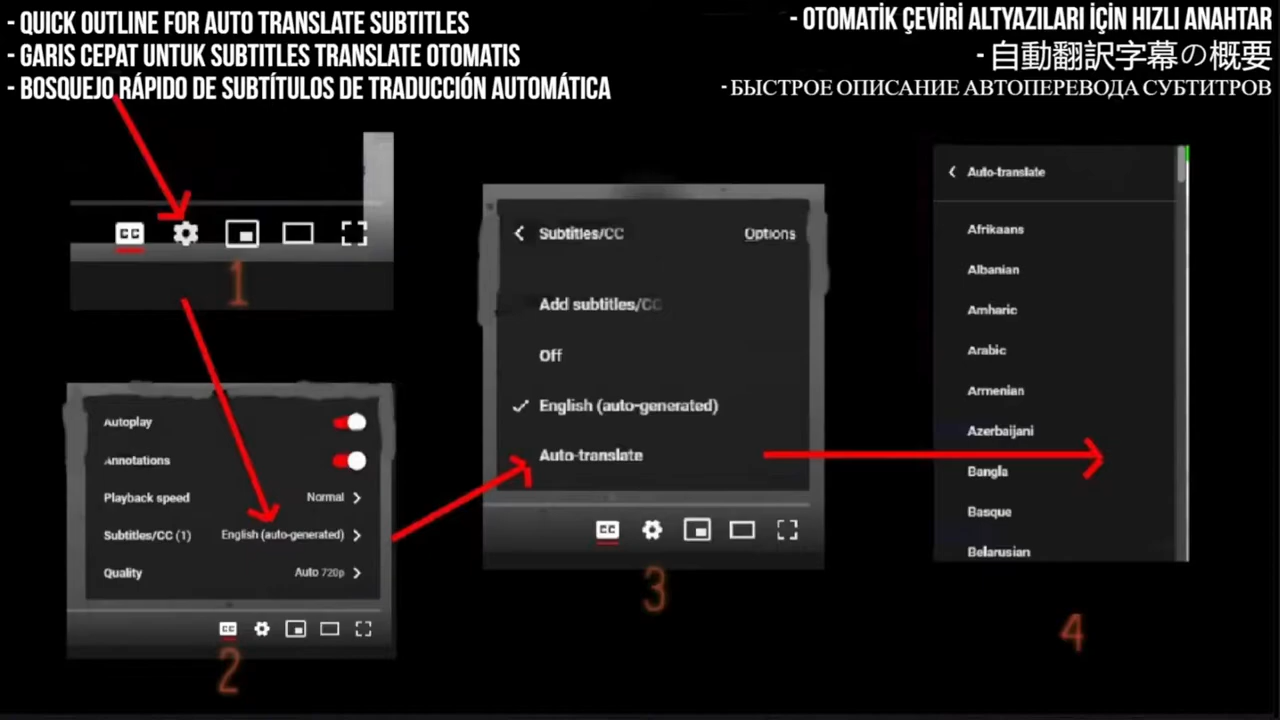 - QUICK OUTLINE FOR AUTO TRANSLATE SUBTITLES
- GARIS CEPAT UNTUK SUBTITLES TRANSLATE OTOMATIS
- BOSQUEJO RÁPIDO DE SUBTÍTULOS DE TRADUCCIÓN AUTOMÁTICA
- OTOMATİK ÇEVİRİ ALTYAZILARI İÇİN HIZLI ANAHTAR
- 自動翻訳字幕の概要
- БЫСТРОЕ ОПИСАНИЕ АВТОПЕРЕВОДА СУБТИТРОВ
CC
1
Autoplay
Annotations
Playback speed Normal
Subtitles/CC (1) English (auto-generated)
Quality Auto 720p
CC
2
Subtitles/CC Options
Add subtitles/CC
Off
English (auto-generated)
Auto-translate
CC
3
Auto-translate
Afrikaans
Albanian
Amharic
Arabic
Armenian
Azerbaijani
Bangla
Basque
Belarusian
4